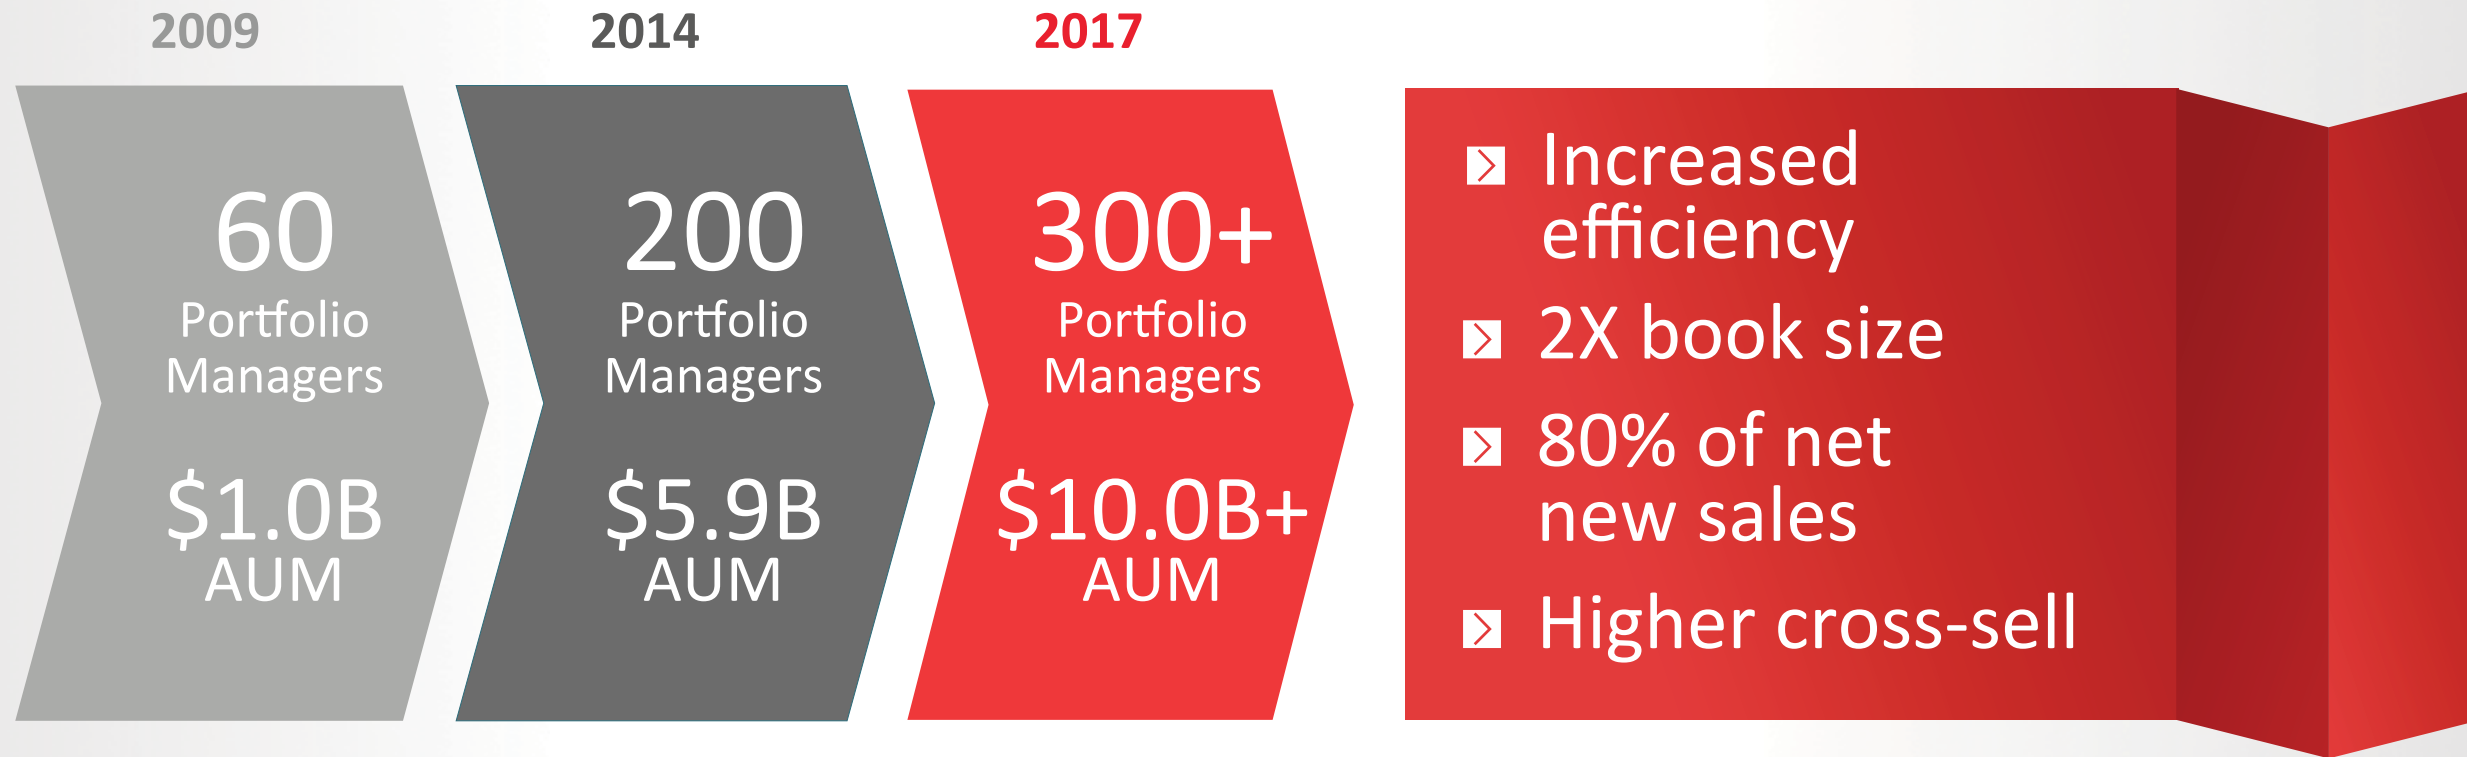 2009
60
Portfolio
Managers
$1.0B
AUM
2014
200
Portfolio
Managers
$5.9B
AUM
2017
300+
Portfolio
Managers
$10.0B+
AUM
Increased
efficiency
2X book size
80% of net
new sales
Higher cross-sell